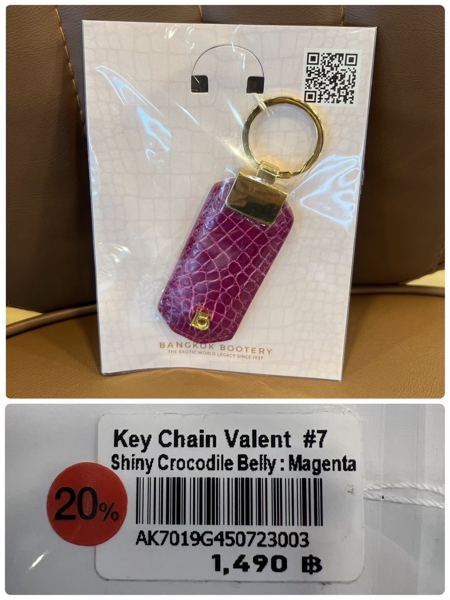 BANGKOK BOOTERY
THE EXOTIC WORLD LEGACY SINCE 1937
Key Chain Valent #7
Shiny Crocodile Belly : Magenta
20%
AK7019G450723003
1,490 ฿